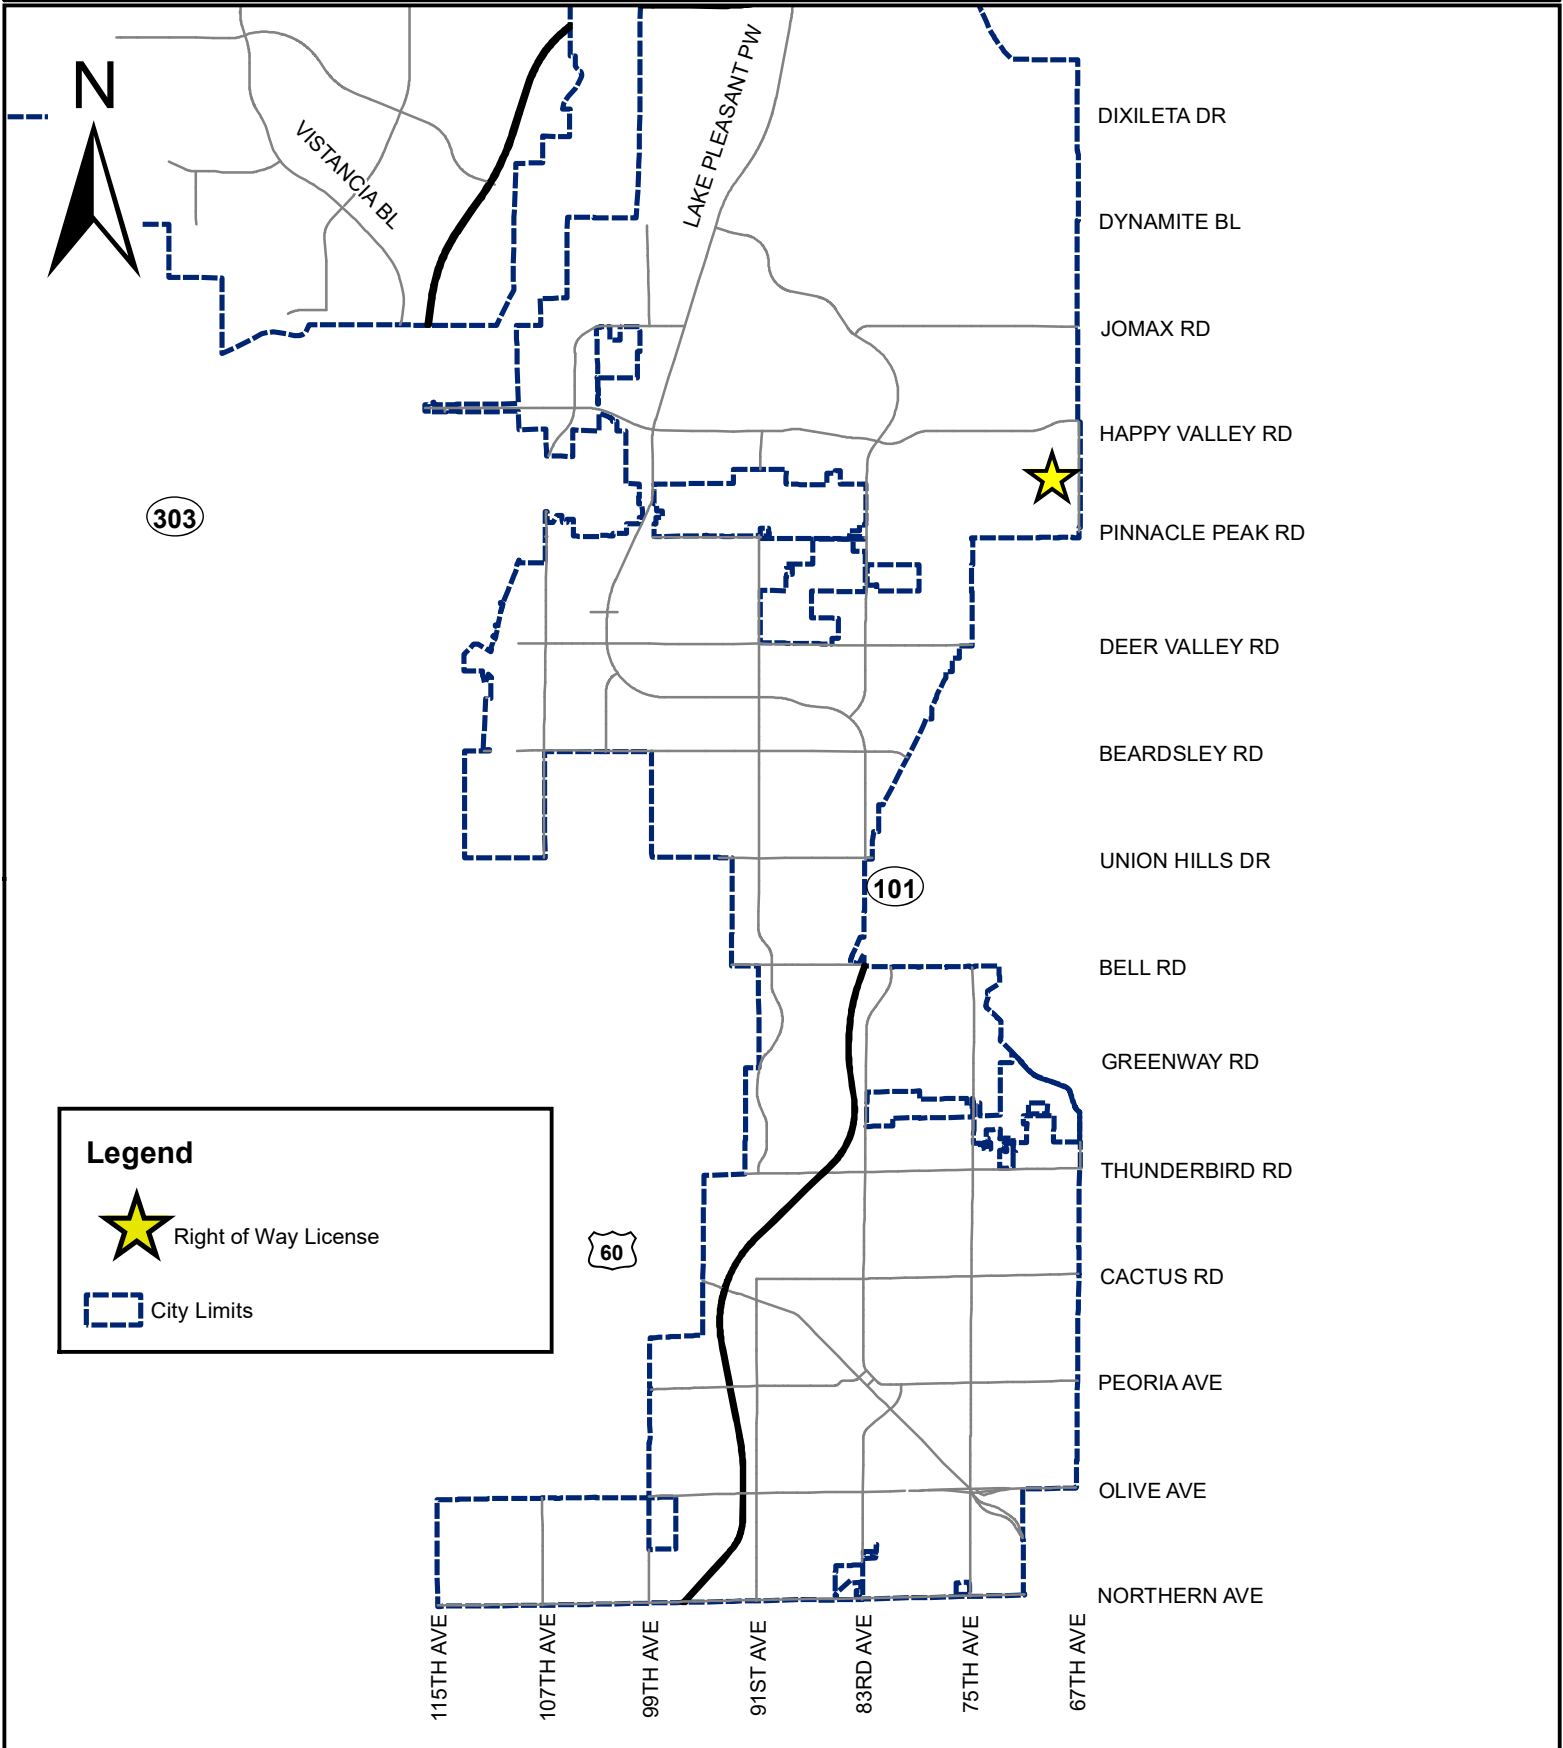 N
VISTANCIA BL
LAKE PLEASANT PW
DIXILETA DR
DYNAMITE BL
JOMAX RD
HAPPY VALLEY RD
303
PINNACLE PEAK RD
DEER VALLEY RD
BEARDSLEY RD
UNION HILLS DR
101
BELL RD
GREENWAY RD
Legend
THUNDERBIRD RD
Right of Way License
60
CACTUS RD
City Limits
PEORIA AVE
OLIVE AVE
NORTHERN AVE
115TH AVE
107TH AVE
99TH AVE
91ST AVE
83RD AVE
75TH AVE
67TH AVE